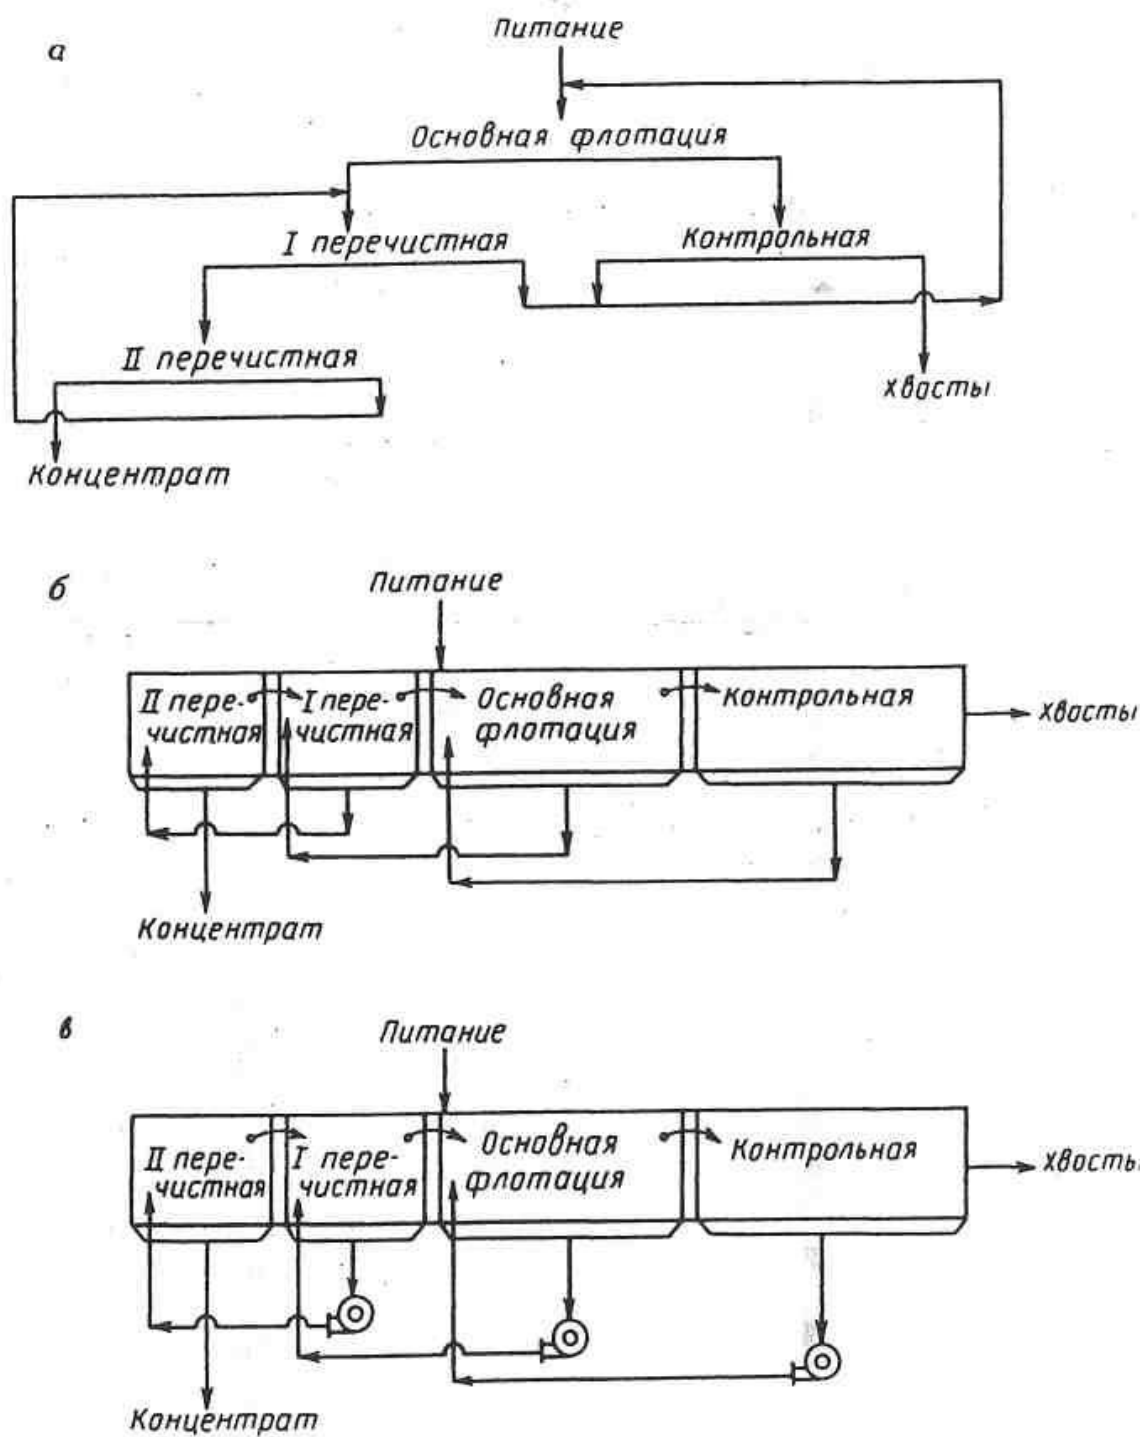 а
Питание
Основная флотация
I перечистная
Контрольная
II перечистная
Хвосты
Концентрат
б
Питание
II пере-
чистная
I пере-
чистная
Основная
флотация
Контрольная
Хвосты
Концентрат
в
Питание
II пере-
чистная
I пере-
чистная
Основная
флотация
Контрольная
Хвосты
Концентрат